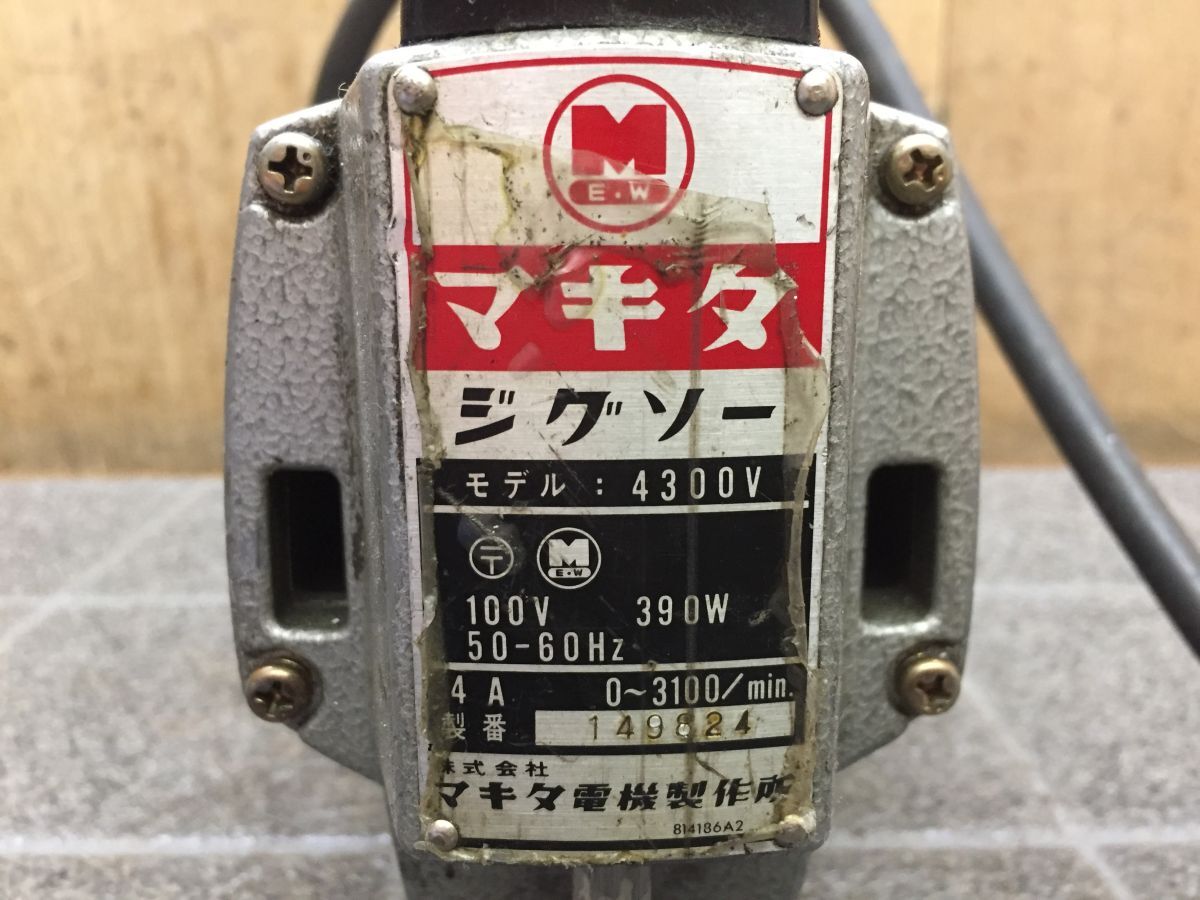 M
E・W
マキタ
ジグソー
モデル : 4300V
〒 M E・W
100V 390W
50-60Hz
4A 0~3100/min.
製番 149824
株式会社
マキタ電機製作所
814186A2